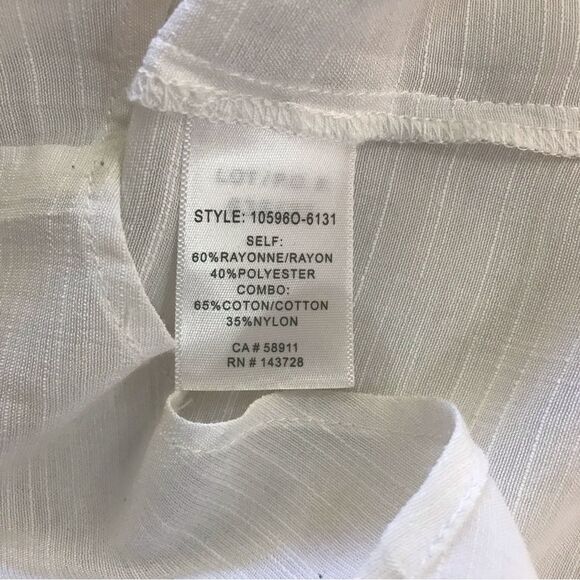 STYLE: 10596O-6131
SELF:
60%RAYONNE/RAYON
40%POLYESTER
COMBO:
65%COTON/COTTON
35%NYLON
CA # 58911
RN # 143728